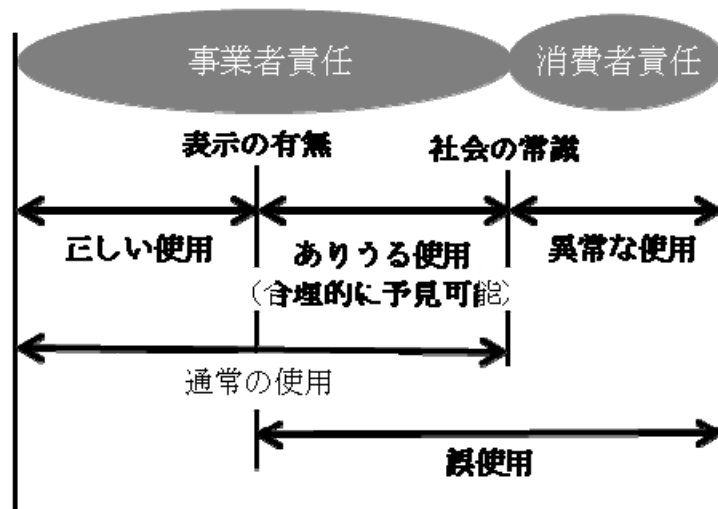 事業者責任
消費者責任
表示の有無
社会の常識
正しい使用
ありうる使用
異常な使用
(合理的に予見可能)
通常の使用
誤使用